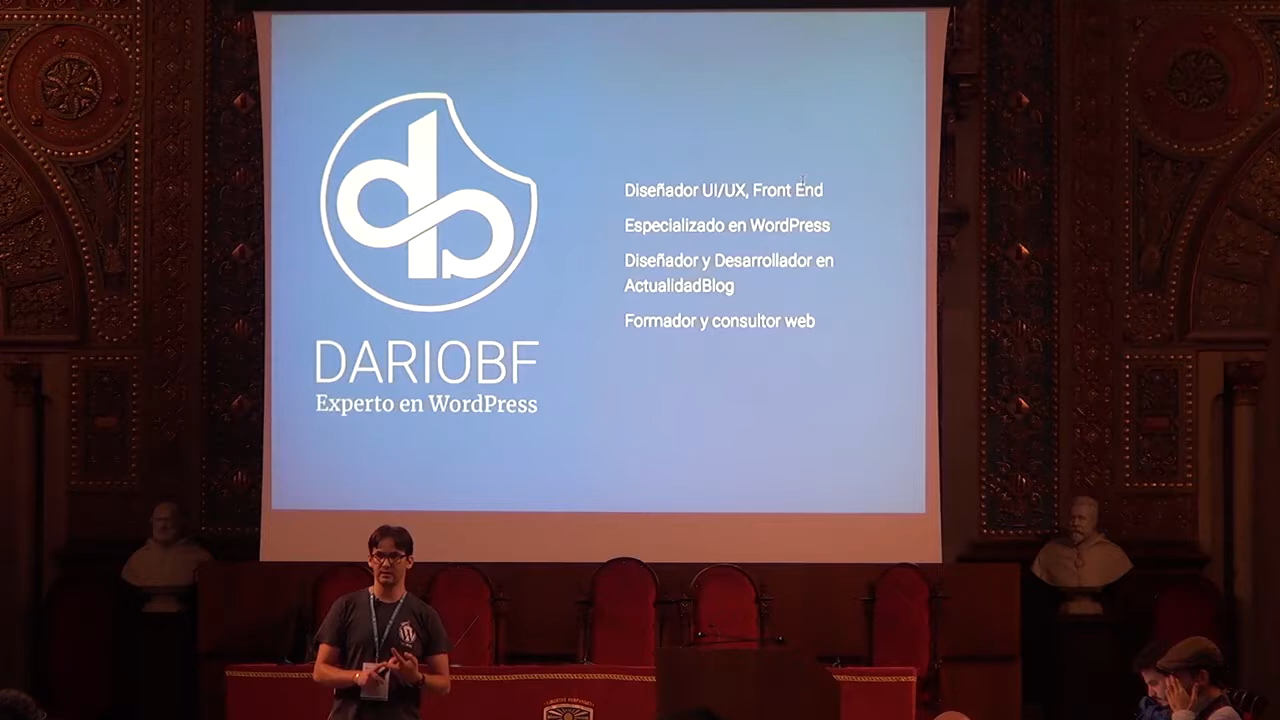 DARIOBF
Experto en WordPress
Diseñador UI/UX, Front End
Especializado en WordPress
Diseñador y Desarrollador en
ActualidadBlog
Formador y consultor web